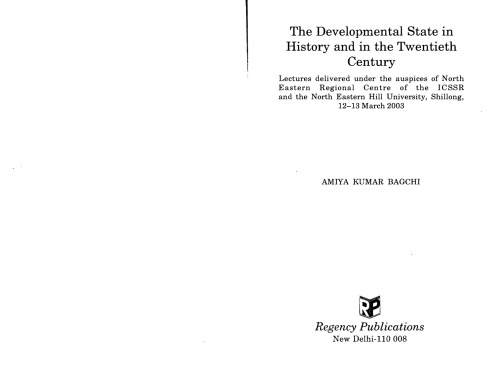 The Developmental State in
History and in the Twentieth
Century
Lectures delivered under the auspices of North
Eastern Regional Centre of the ICSSR
and the North Eastern Hill University, Shillong,
12–13 March 2003
AMIYA KUMAR BAGCHI
RP
Regency Publications
New Delhi-110 008